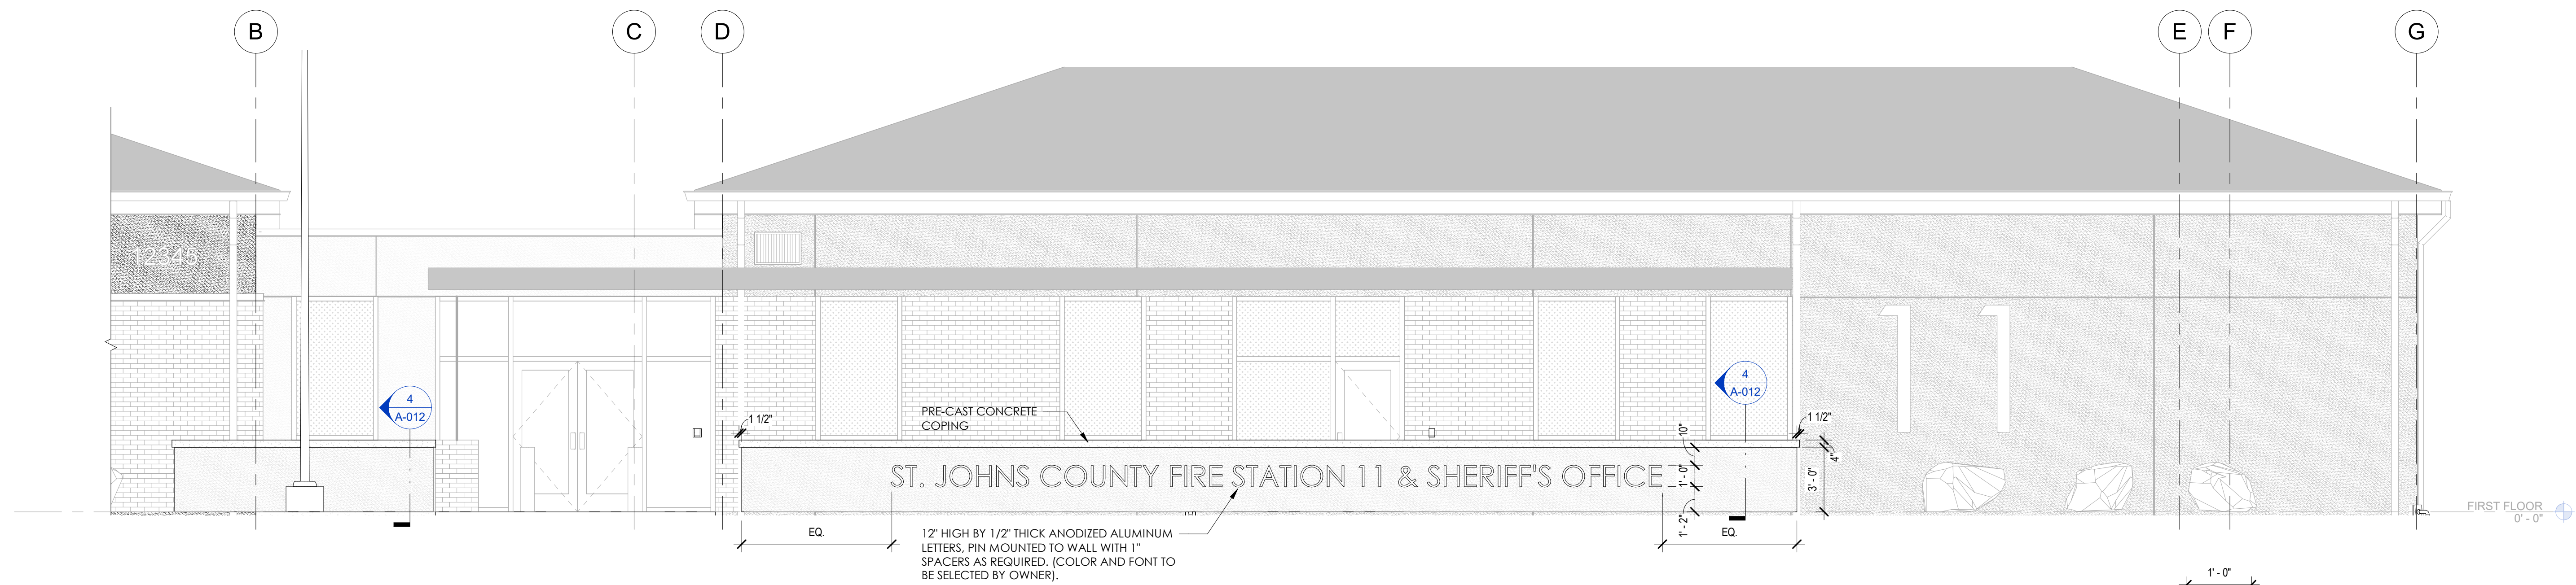 B
C
D
E
F
G
12345
11
4
A-012
4
A-012
PRE-CAST CONCRETE
COPING
1 1/2"
1 1/2"
10"
4"
ST. JOHNS COUNTY FIRE STATION 11 & SHERIFF'S OFFICE
1' - 0"
3' - 0"
1' - 2"
FIRST FLOOR
0' - 0"
EQ.
EQ.
12" HIGH BY 1/2" THICK ANODIZED ALUMINUM
LETTERS, PIN MOUNTED TO WALL WITH 1"
SPACERS AS REQUIRED. (COLOR AND FONT TO
BE SELECTED BY OWNER).
1' - 0"